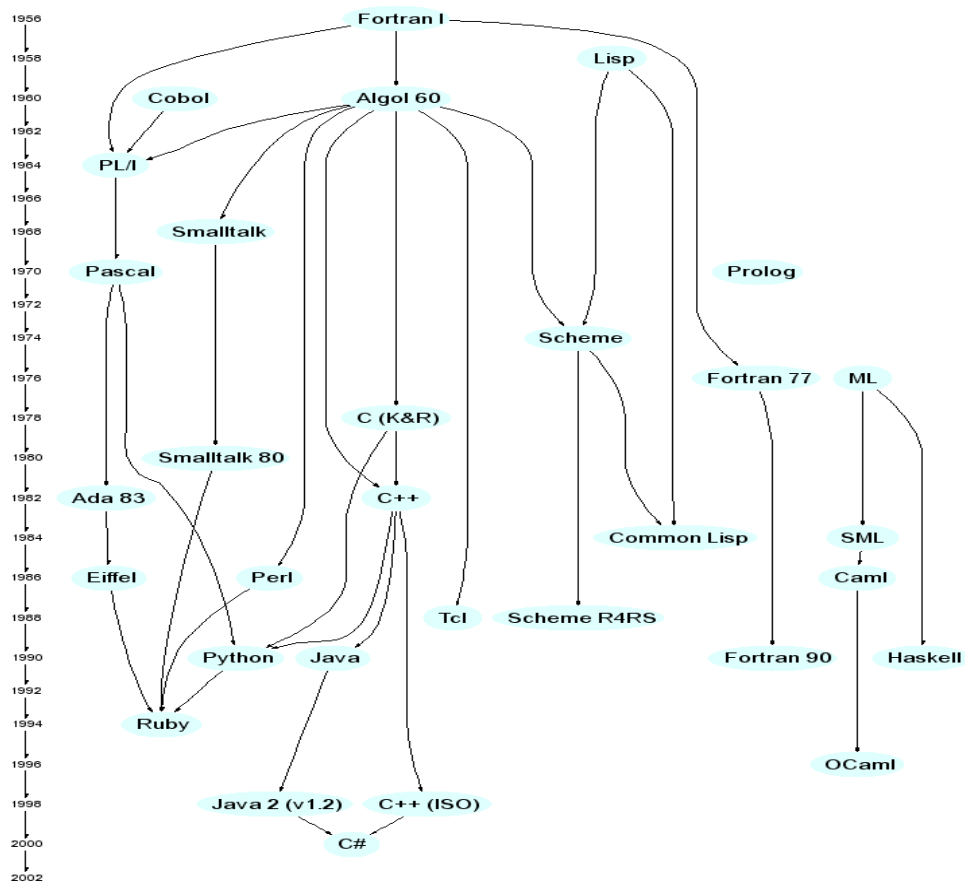 1956 Fortran I
1958 Lisp
1960 Cobol Algol 60
1962
1964 PL/I
1966
1968 Smalltalk
1970 Pascal Prolog
1972
1974 Scheme
1976 Fortran 77 ML
1978 C (K&R)
1980 Smalltalk 80
1982 Ada 83 C++
1984 Common Lisp SML
1986 Eiffel Perl Caml
1988 Tcl Scheme R4RS
1990 Python Java Fortran 90 Haskell
1992
1994 Ruby
1996 OCaml
1998 Java 2 (v1.2) C++ (ISO)
2000 C#
2002